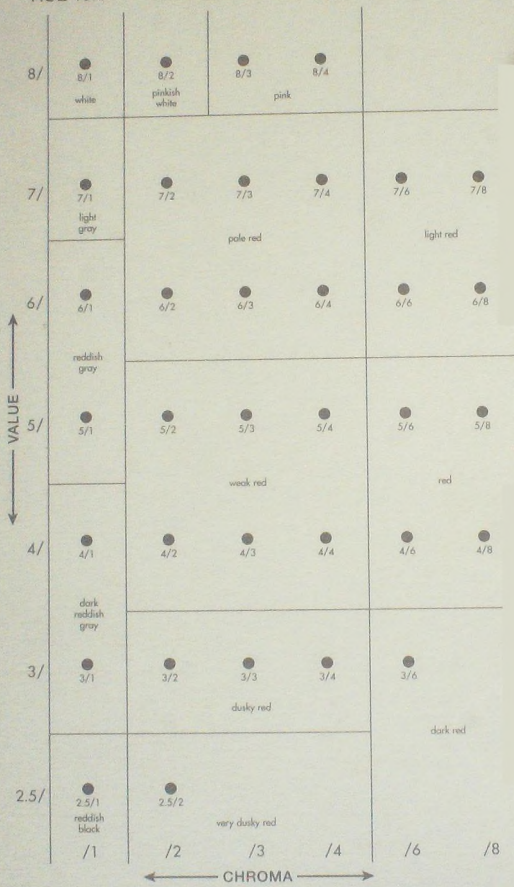 8/
8/1
8/2
8/3
8/4
white
pinkish
white
pink
7/
7/1
7/2
7/3
7/4
7/6
7/8
light
gray
pale red
light red
6/
6/1
6/2
6/3
6/4
6/6
6/8
reddish
gray
VALUE
5/
5/1
5/2
5/3
5/4
5/6
5/8
weak red
red
4/
4/1
4/2
4/3
4/4
4/6
4/8
dark
reddish
gray
3/
3/1
3/2
3/3
3/4
3/6
dusky red
dark red
2.5/
2.5/1
2.5/2
reddish
black
very dusky red
/1
/2
/3
/4
/6
/8
CHROMA